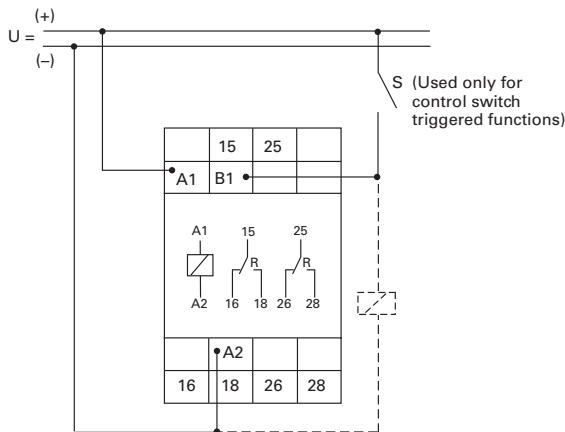 (+)
U =
(–)
S (Used only for
control switch
triggered functions)
15 25
A1 B1
A1 15 25
R R
A2 16 18 26 28
A2
16 18 26 28